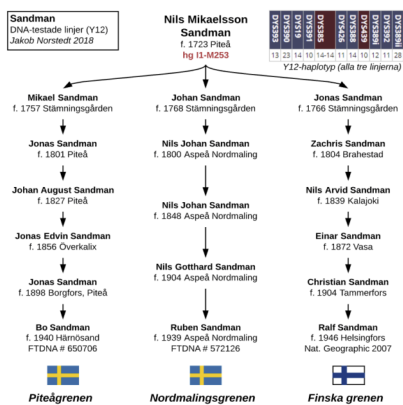 Sandman
DNA-testade linjer (Y12)
Jakob Norstedt 2018
Nils Mikaelsson
Sandman
f. 1723 Piteå
hg I1-M253
DYS393 DYS390 DYS19 DYS391 DYS385 DYS426 DYS388 DYS439 DYS389i DYS392 DYS389ii
13 23 14 10 14-14 11 14 10 12 11 28
Y12-haplotyp (alla tre linjerna)
Mikael Sandman
f. 1757 Stämningsgården
Jonas Sandman
f. 1801 Piteå
Johan August Sandman
f. 1827 Piteå
Jonas Edvin Sandman
f. 1856 Överkalix
Jonas Sandman
f. 1898 Borgfors, Piteå
Bo Sandman
f. 1940 Härnösand
FTDNA # 650706
Piteågrenen
Johan Sandman
f. 1768 Stämningsgården
Nils Johan Sandman
f. 1800 Aspeå Nordmaling
Nils Johan Sandman
f. 1848 Aspeå Nordmaling
Nils Gotthard Sandman
f. 1904 Aspeå Nordmaling
Ruben Sandman
f. 1939 Aspeå Nordmaling
FTDNA # 572126
Nordmalingsgrenen
Jonas Sandman
f. 1766 Stämningsgården
Zachris Sandman
f. 1804 Brahestad
Nils Arvid Sandman
f. 1839 Kalajoki
Einar Sandman
f. 1872 Vasa
Christian Sandman
f. 1904 Tammerfors
Ralf Sandman
f. 1946 Helsingfors
Nat. Geographic 2007
Finska grenen